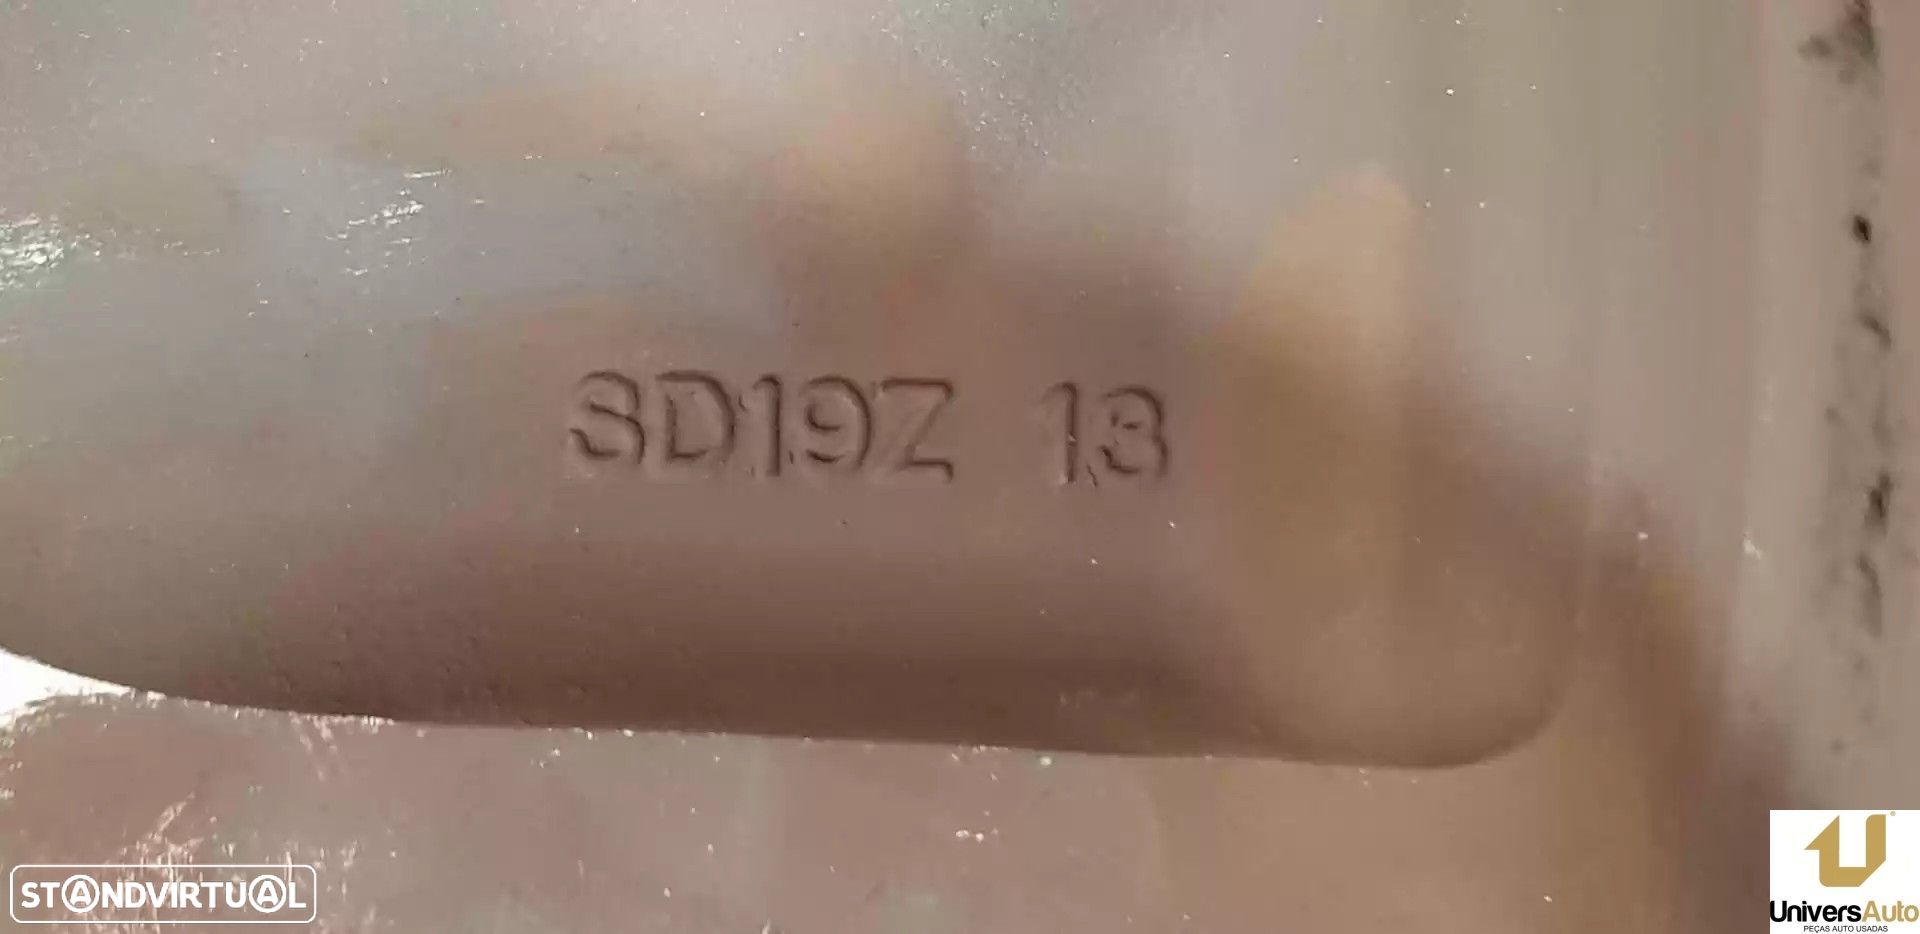 SD19Z 13
STANDVIRTUAL
UniversAuto
PEÇAS AUTO USADAS